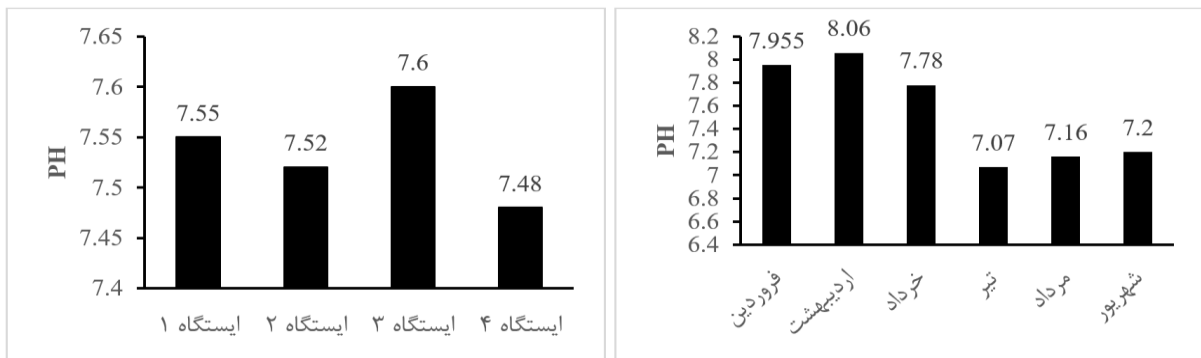 PH
7.65
7.6
7.55
7.5
7.45
7.4
7.55
7.52
7.6
7.48
ایستگاه ۱
ایستگاه ۲
ایستگاه ۳
ایستگاه ۴
PH
8.2
8
7.8
7.6
7.4
7.2
7
6.8
6.6
6.4
7.955
8.06
7.78
7.07
7.16
7.2
فروردین
اردیبهشت
خرداد
تیر
مرداد
شهریور